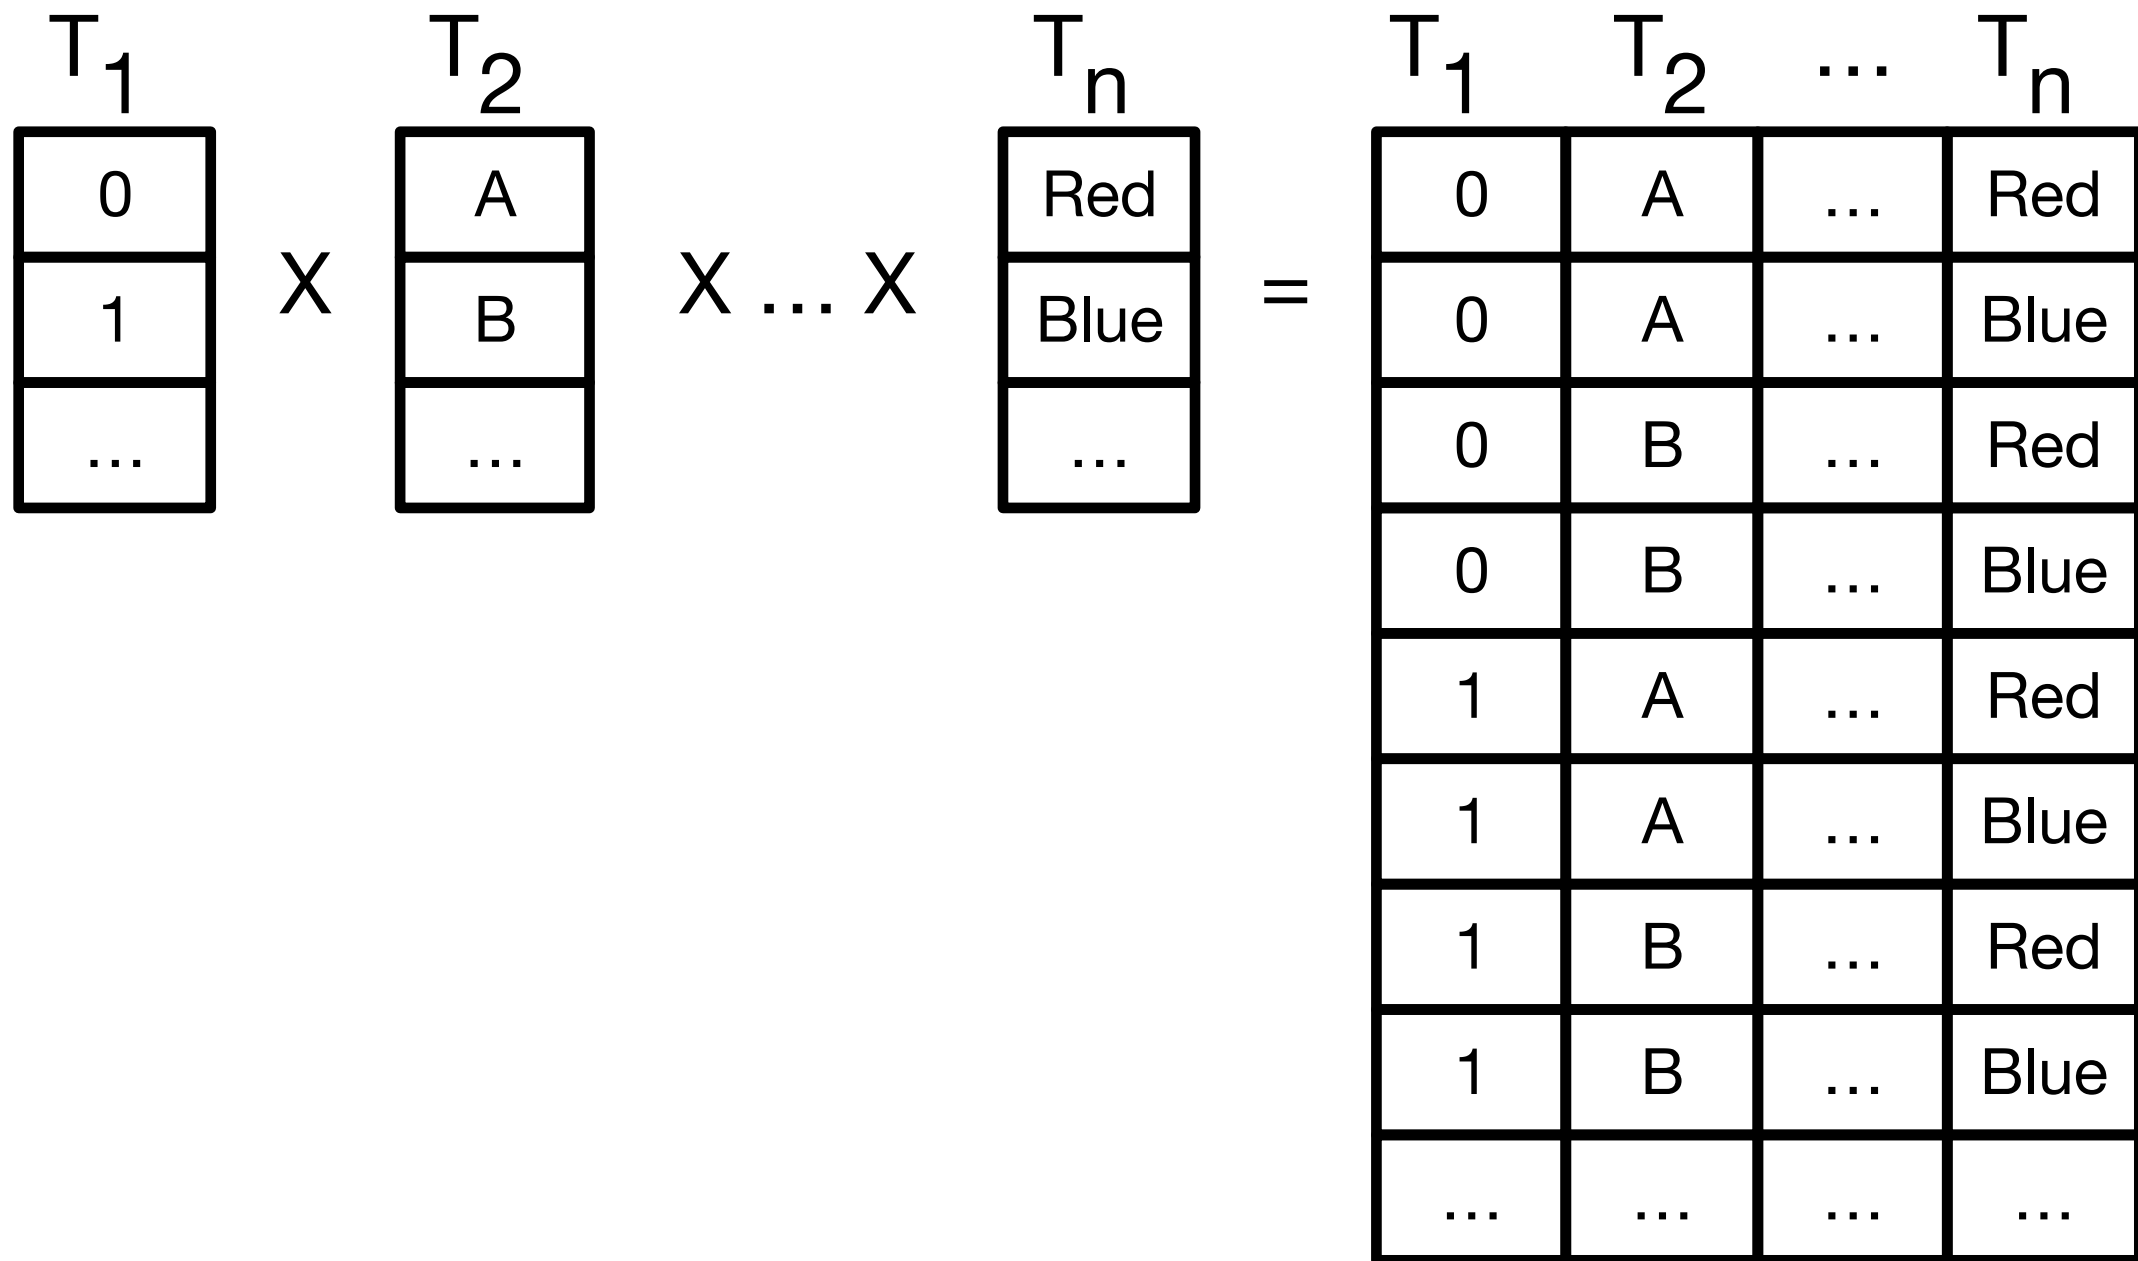 T1 T2 Tn T1 T2 ... Tn
0 A Red 0 A ... Red
X X ... X =
1 B Blue 0 A ... Blue
... ... ... 0 B ... Red
0 B ... Blue
1 A ... Red
1 A ... Blue
1 B ... Red
1 B ... Blue
... ... ... ...